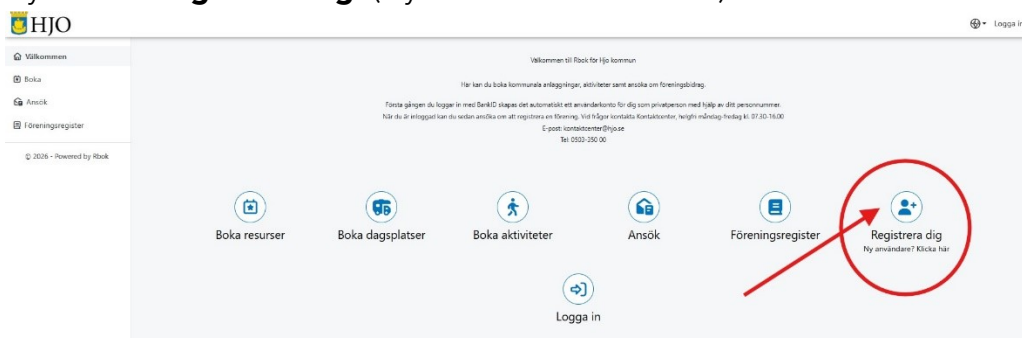 HJO
Logga in
Välkommen
Boka
Ansök
Föreningsregister
© 2026 - Powered by Rbok
Välkommen till Rbok för Hjo kommun
Här kan du boka kommunala anläggningar, aktiviteter samt ansöka om föreningsbidrag.
Första gången du loggar in med BankID skapas det automatiskt ett användarkonto för dig som privatperson med hjälp av ditt personnummer.
När du är inloggad kan du sedan ansöka om att registrera en förening. Vid frågor kontakta Kontaktcenter, helgfri måndag-fredag kl. 07.30-16.00
E-post: kontaktcenter@hjo.se
Tel: 0503-350 00
Boka resurser
Boka dagsplatser
Boka aktiviteter
Ansök
Föreningsregister
Registrera dig
Ny användare? Klicka här
Logga in